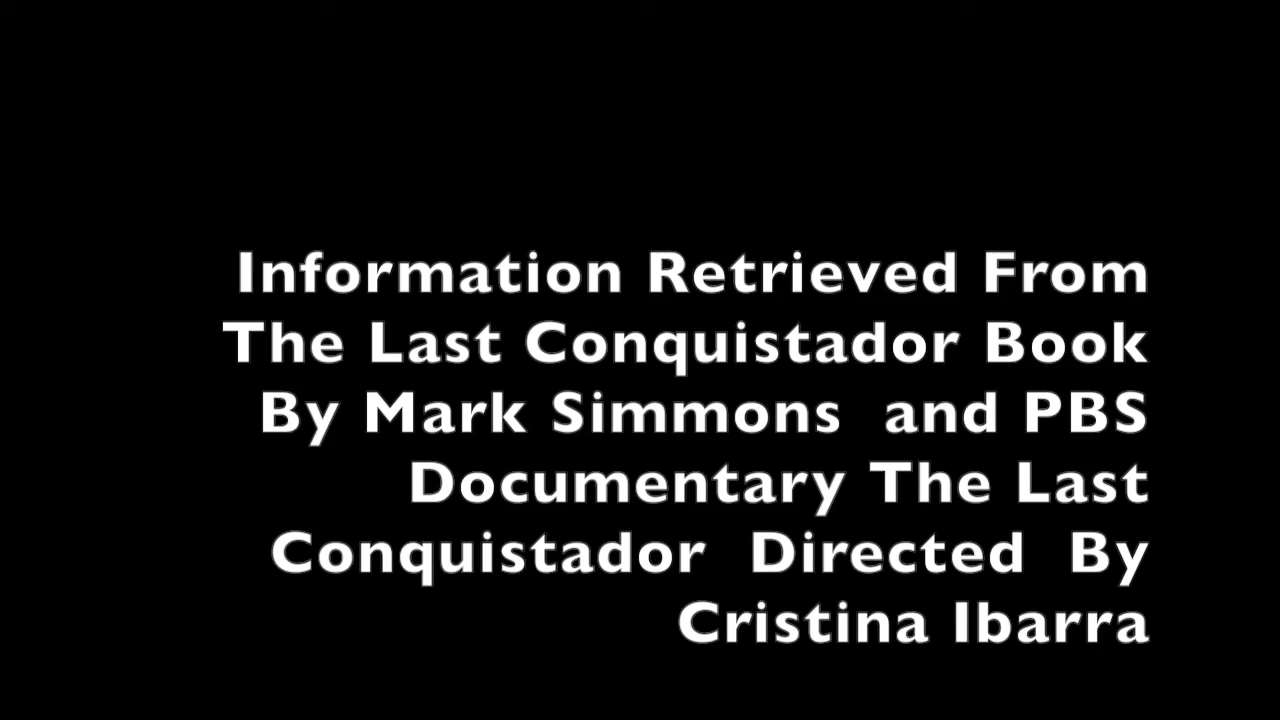 Information Retrieved From
The Last Conquistador Book
By Mark Simmons  and PBS
Documentary The Last
Conquistador  Directed  By
Cristina Ibarra